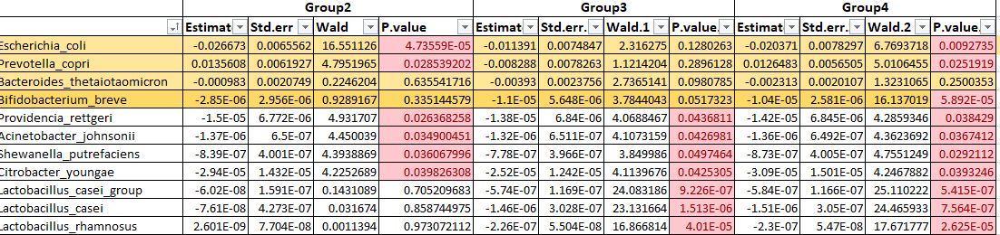 Group2 Group3 Group4
Estimat Std.err Wald P.value Estimat Std.err. Wald.1 P.value. Estimat Std.err. Wald.2 P.value.
Escherichia_coli -0.026673 0.0065562 16.551126 4.73559E-05 -0.011391 0.0074847 2.316275 0.1280263 -0.020371 0.0078297 6.7693718 0.0092735
Prevotella_copri 0.0135608 0.0061927 4.7951965 0.028539202 -0.008288 0.0078263 1.1214204 0.2896128 0.0126483 0.0056505 5.0106455 0.0251919
Bacteroides_thetaiotaomicron -0.000983 0.0020749 0.2246204 0.635541716 -0.00393 0.0023756 2.7365141 0.0980785 -0.002313 0.0020107 1.3231065 0.2500353
Bifidobacterium_breve -2.85E-06 2.956E-06 0.9289167 0.335144579 -1.1E-05 5.648E-06 3.7844043 0.0517323 -1.04E-05 2.581E-06 16.137019 5.892E-05
Providencia_rettgeri -1.5E-05 6.772E-06 4.931707 0.026368258 -1.38E-05 6.84E-06 4.0688467 0.0436811 -1.42E-05 6.845E-06 4.2859346 0.038429
Acinetobacter_johnsonii -1.37E-06 6.5E-07 4.450039 0.034900451 -1.32E-06 6.511E-07 4.1073159 0.0426981 -1.36E-06 6.492E-07 4.3623692 0.0367412
Shewanella_putrefaciens -8.39E-07 4.001E-07 4.3938869 0.036067996 -7.78E-07 3.966E-07 3.849986 0.0497464 -8.73E-07 4.005E-07 4.7551249 0.0292112
Citrobacter_youngae -2.94E-05 1.432E-05 4.2252689 0.039826308 -2.52E-05 1.242E-05 4.1139676 0.0425305 -3.09E-05 1.501E-05 4.2467882 0.0393246
Lactobacillus_casei_group -6.02E-08 1.591E-07 0.1431089 0.705209683 -5.74E-07 1.169E-07 24.083186 9.226E-07 -5.84E-07 1.166E-07 25.110222 5.415E-07
Lactobacillus_casei -7.61E-08 4.273E-07 0.031674 0.858744975 -1.46E-06 3.028E-07 23.131664 1.513E-06 -1.51E-06 3.05E-07 24.465933 7.564E-07
Lactobacillus_rhamnosus 2.601E-09 7.704E-08 0.0011394 0.973072112 -2.26E-07 5.504E-08 16.866814 4.01E-05 -2.3E-07 5.47E-08 17.671777 2.625E-05